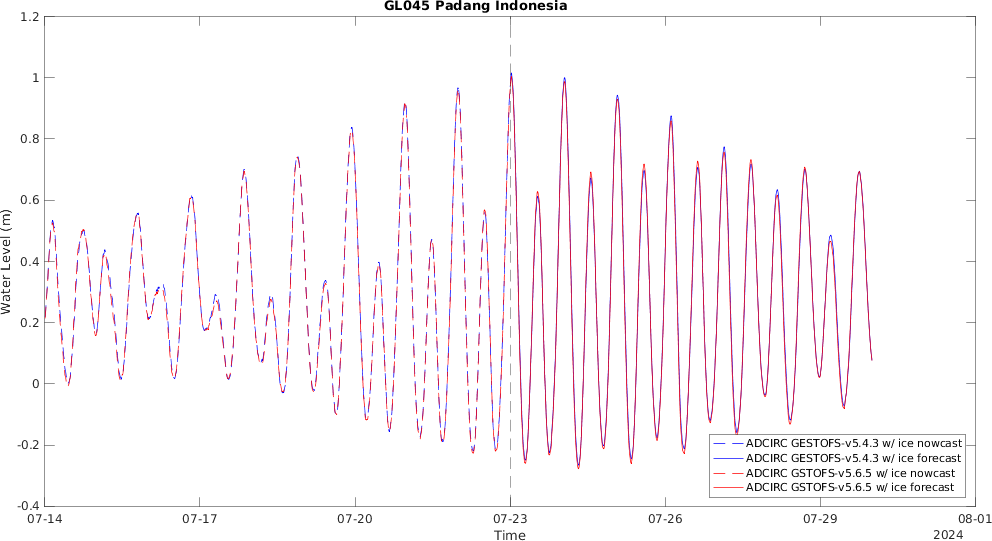 GL045 Padang Indonesia
1.2
1
0.8
0.6
0.4
0.2
0
-0.2
-0.4
Water Level (m)
07-14
07-17
07-20
07-23
07-26
07-29
08-01
Time
2024
ADCIRC GESTOFS-v5.4.3 w/ ice nowcast
ADCIRC GESTOFS-v5.4.3 w/ ice forecast
ADCIRC GSTOFS-v5.6.5 w/ ice nowcast
ADCIRC GSTOFS-v5.6.5 w/ ice forecast